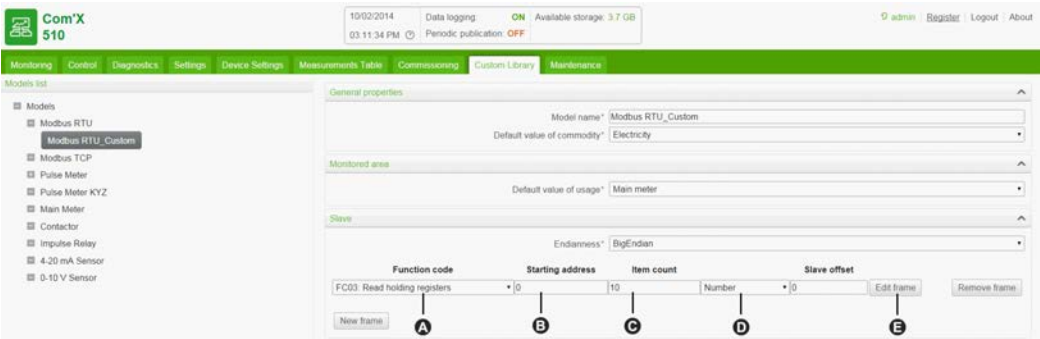 Com'X
510
10/02/2014 Data logging: ON Available storage: 3.7 GB
03:11:34 PM Periodic publication: OFF
admin Register Logout About
Monitoring Control Diagnostics Settings Device Settings Measurements Table Commissioning Custom Library Maintenance
Models list
Models
Modbus RTU
Modbus RTU_Custom
Modbus TCP
Pulse Meter
Pulse Meter KYZ
Main Meter
Contactor
Impulse Relay
4-20 mA Sensor
0-10 V Sensor
General properties
Model name* Modbus RTU_Custom
Default value of commodity* Electricity
Monitored area
Default value of usage* Main meter
Slave
Endianness* BigEndian
Function code Starting address Item count Slave offset
FC03: Read holding registers 0 10 Number 0 Edit frame Remove frame
New frame
A B C D E